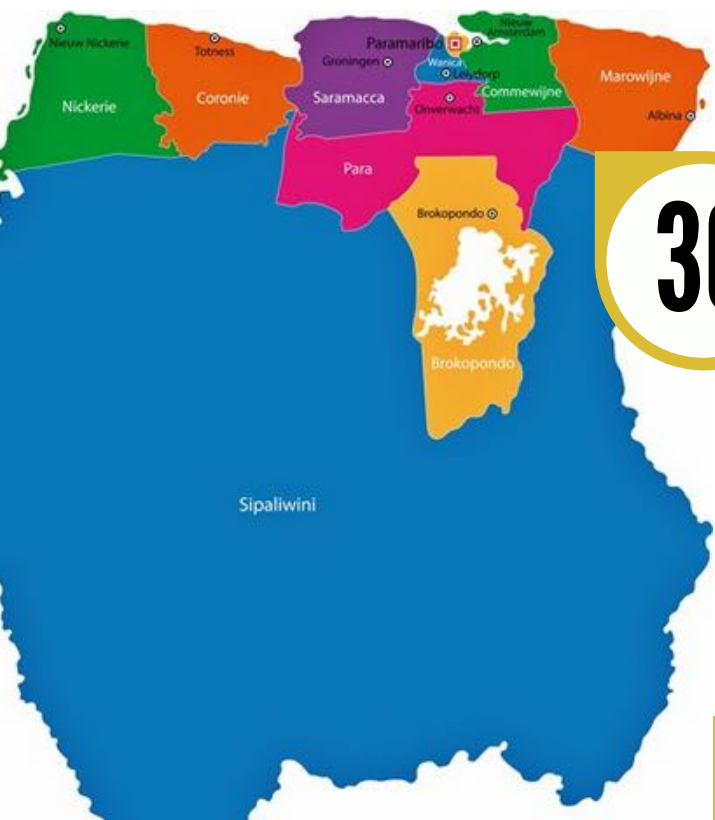 Nieuw Nickerie
Nickerie
Totness
Coronie
Paramaribo
Groningen
Saramacca
Nieuw
Amsterdam
Wanica
Lelydorp
Commewijne
Onverwacht
Marowijne
Albina
Para
Brokopondo
Brokopondo
Sipaliwini